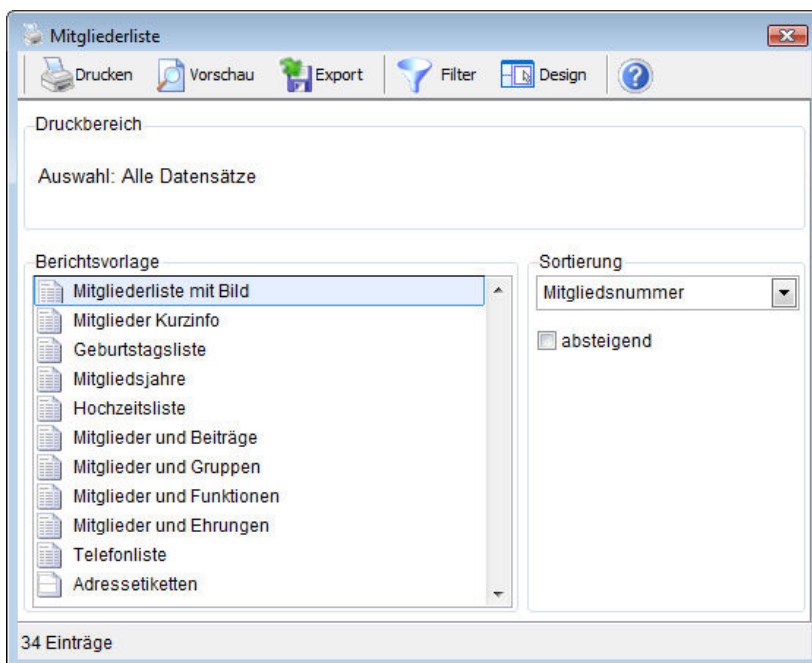 Mitgliederliste
Drucken Vorschau Export Filter Design ?
Druckbereich
Auswahl: Alle Datensätze
Berichtsvorlage
Mitgliederliste mit Bild
Mitglieder Kurzinfo
Geburtstagsliste
Mitgliedsjahre
Hochzeitsliste
Mitglieder und Beiträge
Mitglieder und Gruppen
Mitglieder und Funktionen
Mitglieder und Ehrungen
Telefonliste
Adressetiketten
Sortierung
Mitgliedsnummer
absteigend
34 Einträge